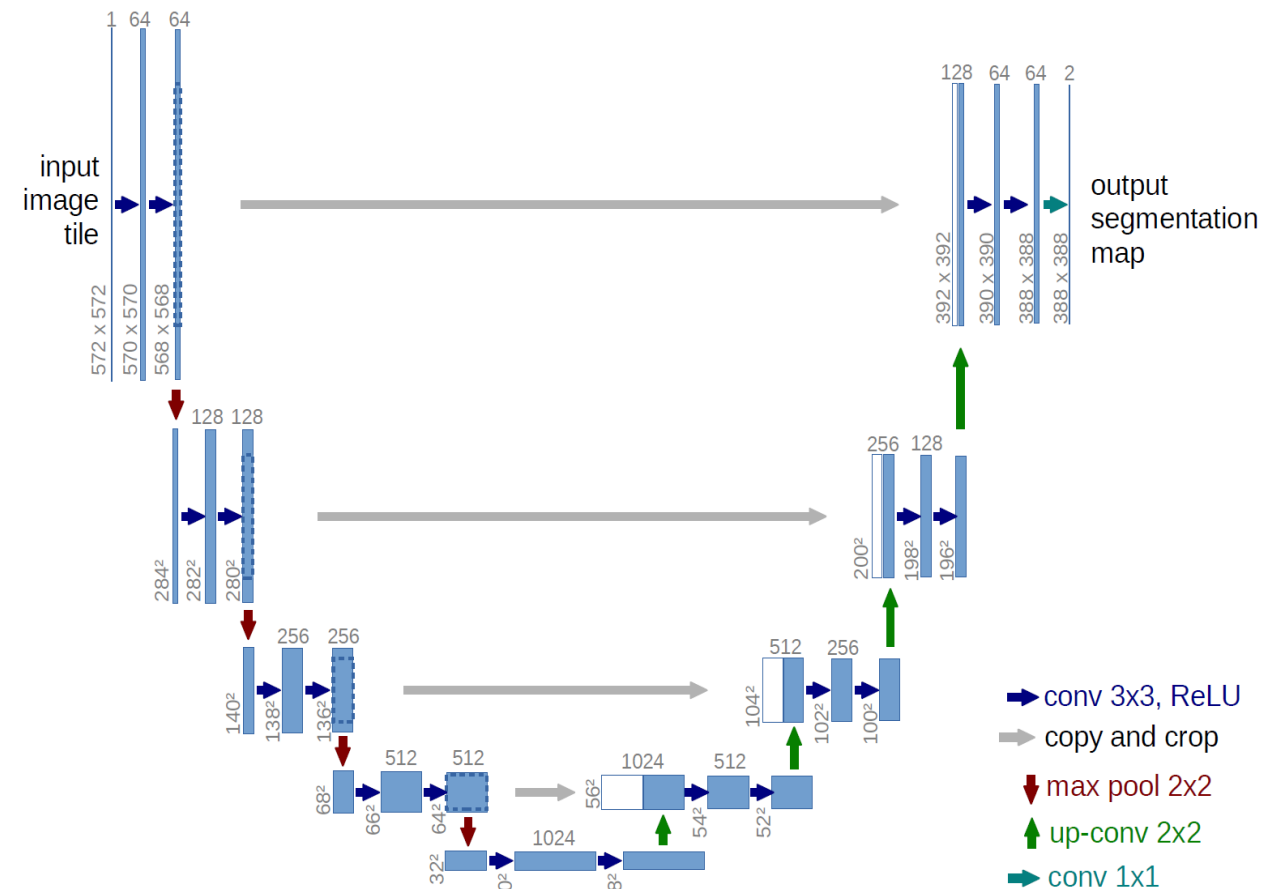 1 64 64
input
image
tile
572 x 572
570 x 570
568 x 568
128 64 64 2
output
segmentation
map
392 x 392
390 x 390
388 x 388
388 x 388
128 128
284²
282²
280²
256 128
200²
198²
196²
256 256
140²
138²
136²
512 256
104²
102²
100²
512 512
68²
66²
64²
1024 512
56²
54²
52²
1024
32²
conv 3x3, ReLU
copy and crop
max pool 2x2
up-conv 2x2
conv 1x1